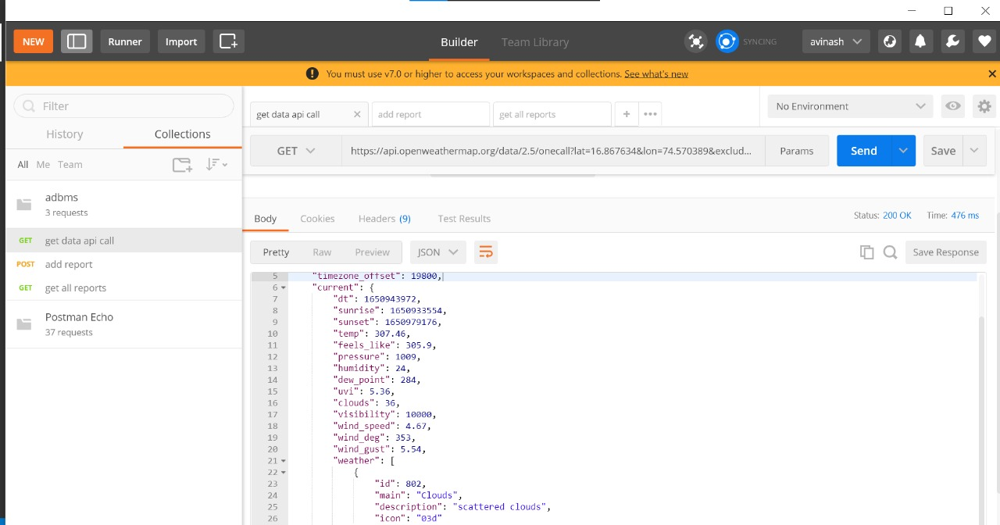 NEW Runner Import Builder Team Library SYNCING avinash
You must use v7.0 or higher to access your workspaces and collections. See what's new
Filter
History Collections
All Me Team
adbms
3 requests
GET get data api call
POST add report
GET get all reports
Postman Echo
37 requests
get data api call add report get all reports + ••• No Environment
GET https://api.openweathermap.org/data/2.5/onecall?lat=16.867634&lon=74.570389&exclud... Params Send Save
Body Cookies Headers (9) Test Results Status: 200 OK Time: 476 ms
Pretty Raw Preview JSON Save Response
5 "timezone_offset": 19800,
6 "current": {
7 "dt": 1650943972,
8 "sunrise": 1650933554,
9 "sunset": 1650979176,
10 "temp": 307.46,
11 "feels_like": 305.9,
12 "pressure": 1009,
13 "humidity": 24,
14 "dew_point": 284,
15 "uvi": 5.36,
16 "clouds": 36,
17 "visibility": 10000,
18 "wind_speed": 4.67,
19 "wind_deg": 353,
20 "wind_gust": 5.54,
21 "weather": [
22 {
23 "id": 802,
24 "main": "Clouds",
25 "description": "scattered clouds",
26 "icon": "03d"